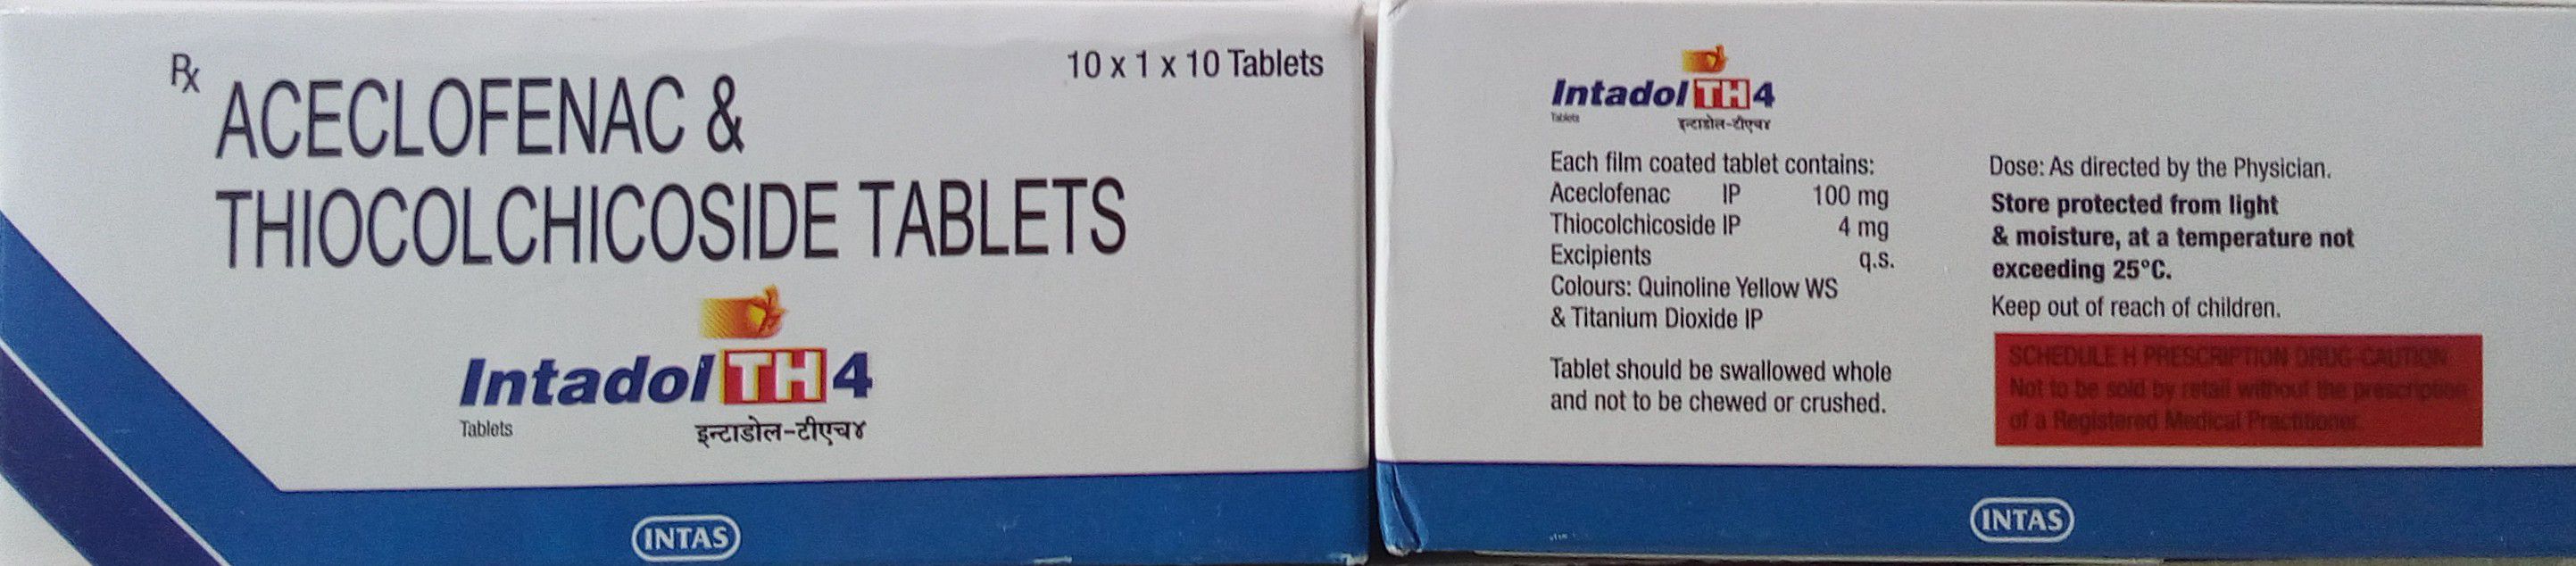 Rx
10 x 1 x 10 Tablets
ACECLOFENAC &
THIOCOLCHICOSIDE TABLETS
Intadol TH 4
Tablets
इन्टाडोल-टीएच४
INTAS
Intadol TH 4
Tablets
इन्टाडोल-टीएच४
Each film coated tablet contains:
Aceclofenac IP 100 mg
Thiocolchicoside IP 4 mg
Excipients q.s.
Colours: Quinoline Yellow WS
& Titanium Dioxide IP
Tablet should be swallowed whole
and not to be chewed or crushed.
Dose: As directed by the Physician.
Store protected from light
& moisture, at a temperature not
exceeding 25°C.
Keep out of reach of children.
SCHEDULE H PRESCRIPTION DRUG-CAUTION
Not to be sold by retail without the prescription
of a Registered Medical Practitioner.
INTAS